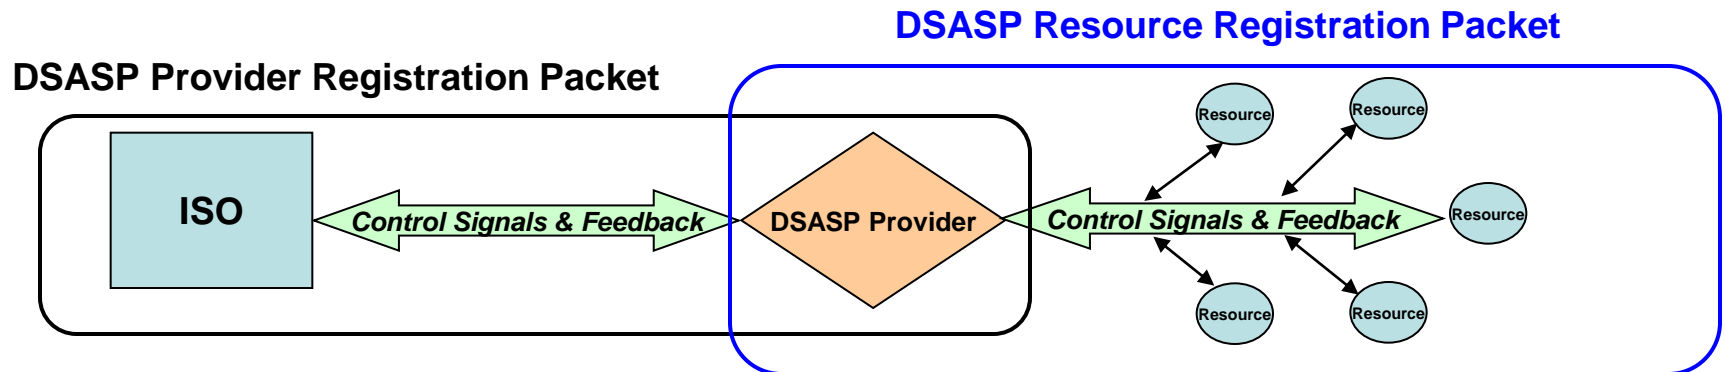 DSASP Resource Registration Packet
DSASP Provider Registration Packet
Resource
Resource
ISO
Control Signals & Feedback
DSASP Provider
Control Signals & Feedback
Resource
Resource
Resource